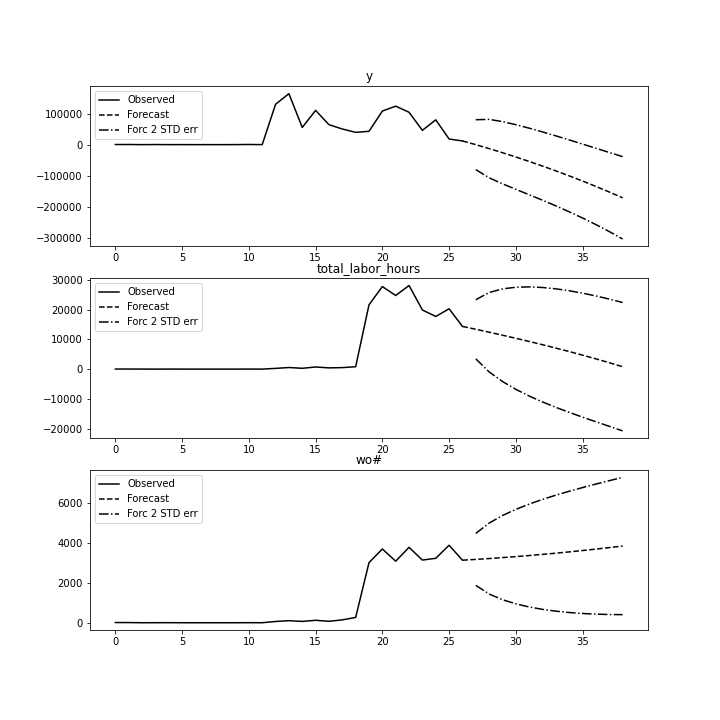 y
Observed
Forecast
Forc 2 STD err
100000
0
−100000
−200000
−300000
0 5 10 15 20 25 30 35
total_labor_hours
Observed
Forecast
Forc 2 STD err
30000
20000
10000
0
−10000
−20000
0 5 10 15 20 25 30 35
wo#
Observed
Forecast
Forc 2 STD err
6000
4000
2000
0
0 5 10 15 20 25 30 35